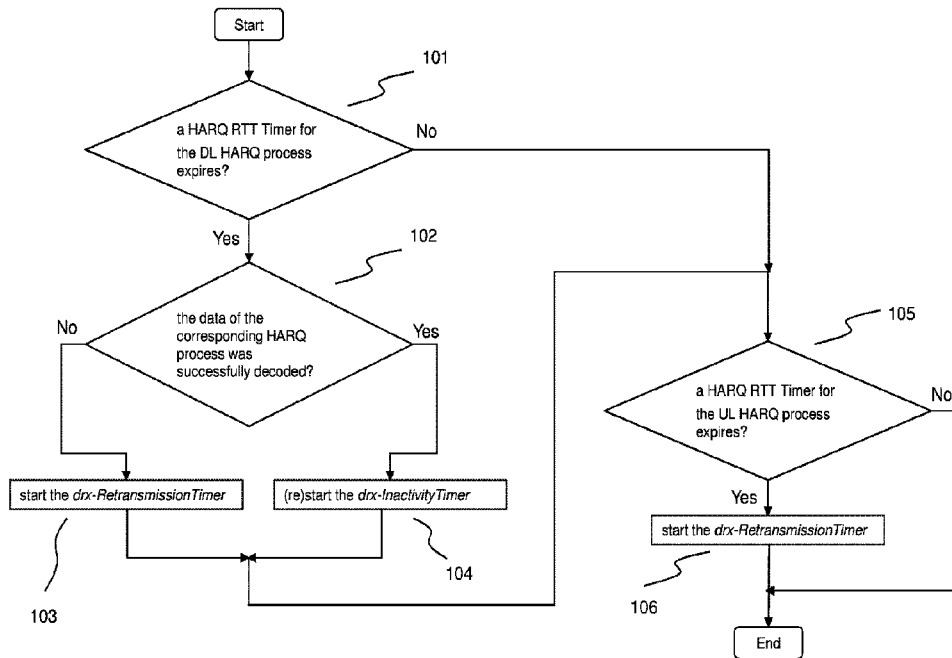 Start
101
a HARQ RTT Timer for
the DL HARQ process
expires?
No
Yes
102
the data of the
corresponding HARQ
process was
successfully decoded?
No
Yes
start the drx-RetransmissionTimer
103
(re)start the drx-InactivityTimer
104
105
a HARQ RTT Timer for
the UL HARQ process
expires?
No
Yes
start the drx-RetransmissionTimer
106
End